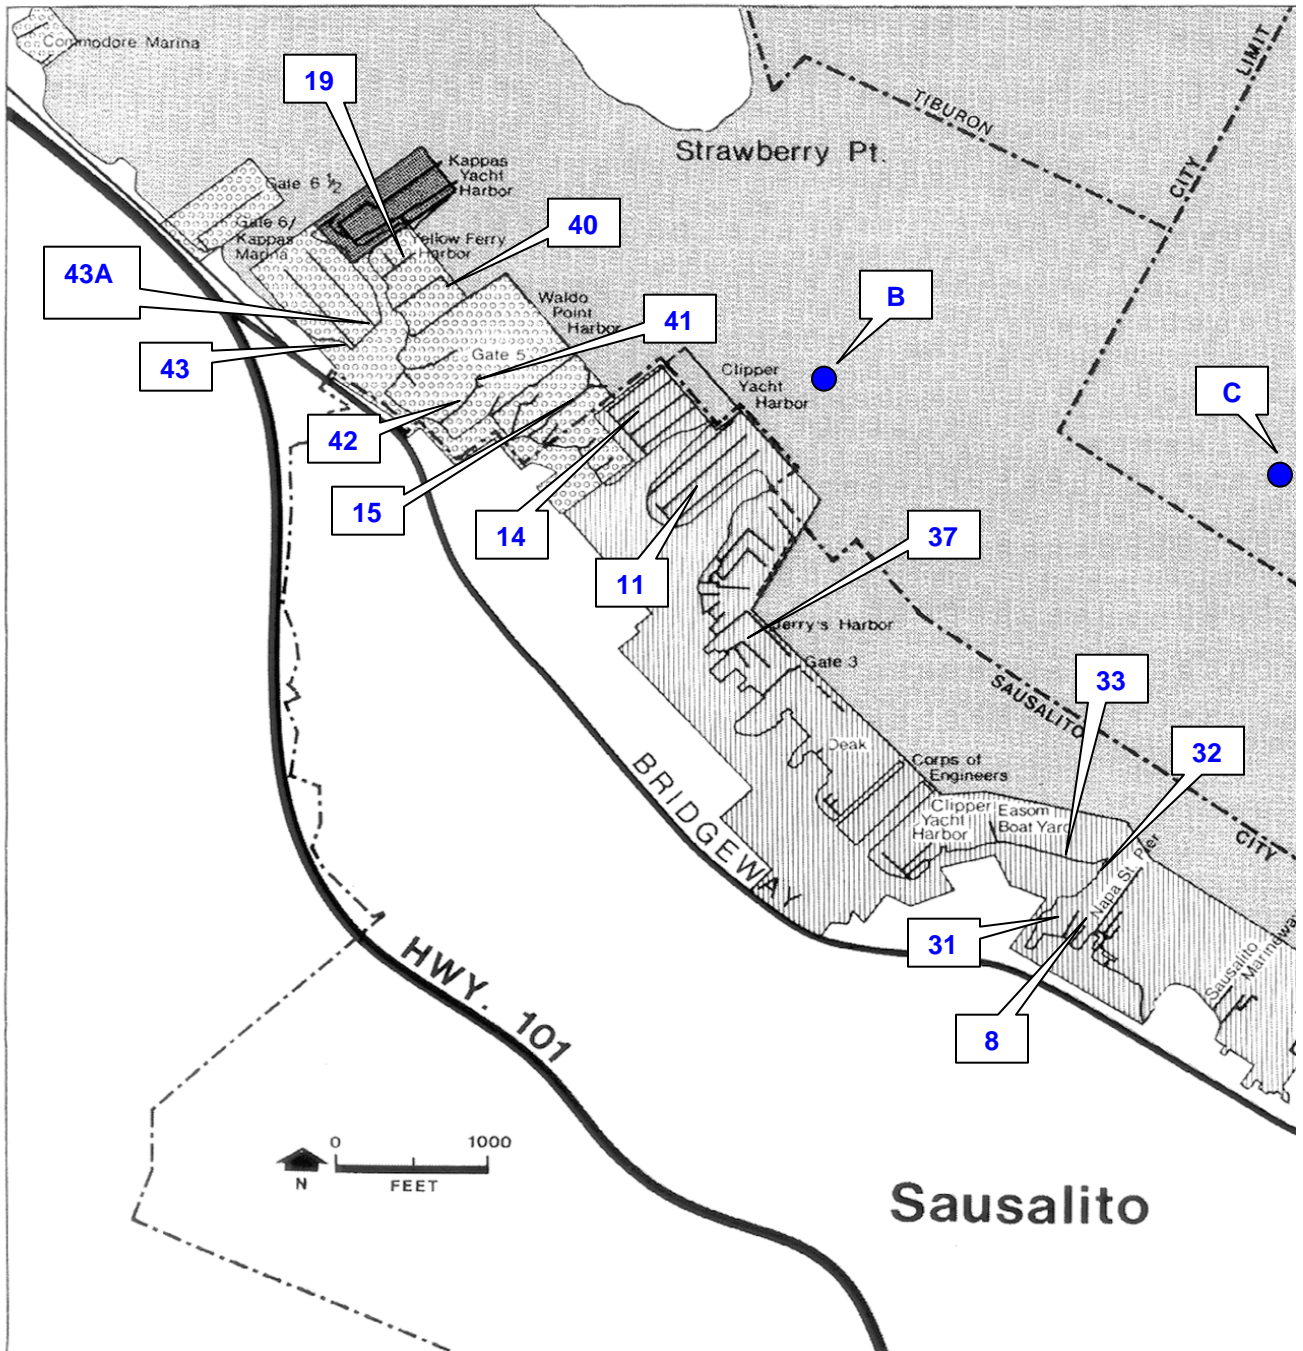 Commodore Marina
LIMIT
CITY
19
TIBURON
Strawberry Pt.
Kappas
Yacht
Harbor
Gate 6 ½
Gate 6/
Kappas
Marina
40
Yellow Ferry
Harbor
43A
B
Waldo
Point
Harbor
41
43
Gate 5
Clipper
Yacht
Harbor
C
42
15
14
11
37
Jerry's Harbor
Gate 3
SAUSALITO
33
32
Deak
Corps of
Engineers
BRIDGEWAY
Clipper
Yacht
Harbor
Easom
Boat Yard
CITY
Napa St. Pier
31
8
Sausalito
Marineway
HWY. 101
0
1000
N
FEET
Sausalito